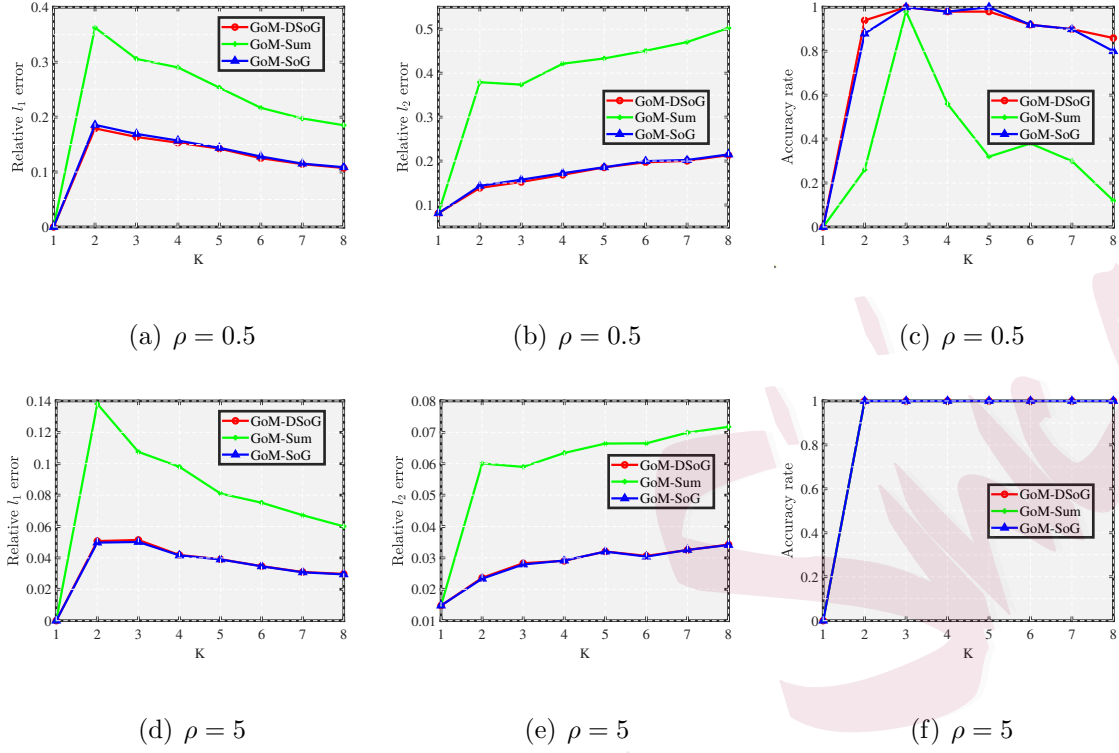 0.4
0.3
0.2
0.1
0
Relative l₁ error
1 2 3 4 5 6 7 8
K
GoM-DSoG
GoM-Sum
GoM-SoG
(a) ρ = 0.5
0.5
0.4
0.3
0.2
0.1
Relative l₂ error
1 2 3 4 5 6 7 8
K
GoM-DSoG
GoM-Sum
GoM-SoG
(b) ρ = 0.5
1
0.8
0.6
0.4
0.2
0
Accuracy rate
1 2 3 4 5 6 7 8
K
GoM-DSoG
GoM-Sum
GoM-SoG
(c) ρ = 0.5
0.14
0.12
0.1
0.08
0.06
0.04
0.02
0
Relative l₁ error
1 2 3 4 5 6 7 8
K
GoM-DSoG
GoM-Sum
GoM-SoG
(d) ρ = 5
0.08
0.07
0.06
0.05
0.04
0.03
0.02
0.01
Relative l₂ error
1 2 3 4 5 6 7 8
K
GoM-DSoG
GoM-Sum
GoM-SoG
(e) ρ = 5
1
0.8
0.6
0.4
0.2
0
Accuracy rate
1 2 3 4 5 6 7 8
K
GoM-DSoG
GoM-Sum
GoM-SoG
(f) ρ = 5